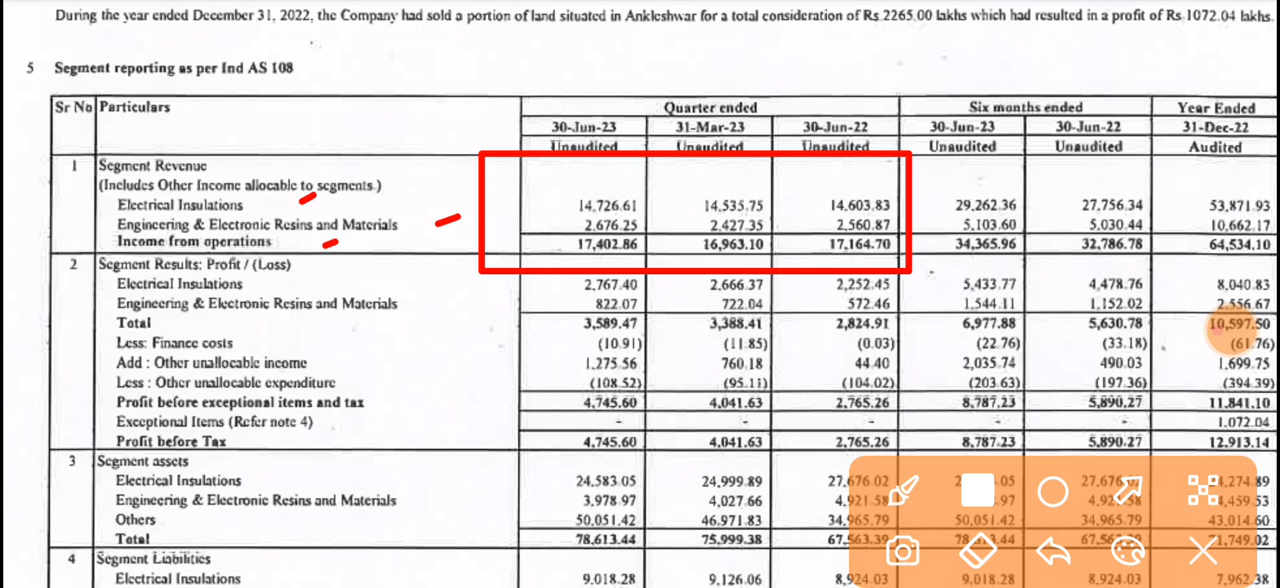 During the year ended December 31, 2022, the Company had sold a portion of land situated in Ankleshwar for a total consideration of Rs.2265.00 lakhs which had resulted in a profit of Rs 1072.04 lakhs.
5 Segment reporting as per Ind AS 108
Sr No Particulars Quarter ended Six months ended Year Ended
30-Jun-23 31-Mar-23 30-Jun-22 30-Jun-23 30-Jun-22 31-Dec-22
Unaudited Unaudited Unaudited Unaudited Unaudited Audited
1 Segment Revenue
(Includes Other Income allocable to segments.)
Electrical Insulations 14,726.61 14,535.75 14,603.83 29,262.36 27,756.34 53,871.93
Engineering & Electronic Resins and Materials 2,676.25 2,427.35 2,560.87 5,103.60 5,030.44 10,662.17
Income from operations 17,402.86 16,963.10 17,164.70 34,365.96 32,786.78 64,534.10
2 Segment Results: Profit / (Loss)
Electrical Insulations 2,767.40 2,666.37 2,252.45 5,433.77 4,478.76 8,040.83
Engineering & Electronic Resins and Materials 822.07 722.04 572.46 1,544.11 1,152.02 2,556.67
Total 3,589.47 3,388.41 2,824.91 6,977.88 5,630.78 10,597.50
Less: Finance costs (10.91) (11.85) (0.03) (22.76) (33.18) (61.76)
Add : Other unallocable income 1,275.56 760.18 44.40 2,035.74 490.03 1,699.75
Less : Other unallocable expenditure (108.52) (95.11) (104.02) (203.63) (197.36) (394.39)
Profit before exceptional items and tax 4,745.60 4,041.63 2,765.26 8,787.23 5,890.27 11,841.10
Exceptional Items (Refer note 4) - - - - - 1,072.04
Profit before Tax 4,745.60 4,041.63 2,765.26 8,787.23 5,890.27 12,913.14
3 Segment assets
Electrical Insulations 24,583.05 24,999.89 27,676.02
Engineering & Electronic Resins and Materials 3,978.97 4,027.66 4,921.58
Others 50,051.42 46,971.83 34,965.79 50,051.42 34,965.79 43,014.60
Total 78,613.44 75,999.38 67,563.39
4 Segment Liabilities
Electrical Insulations 9,018.28 9,126.06 8,924.03 9,018.28 8,924.03 7,962.38